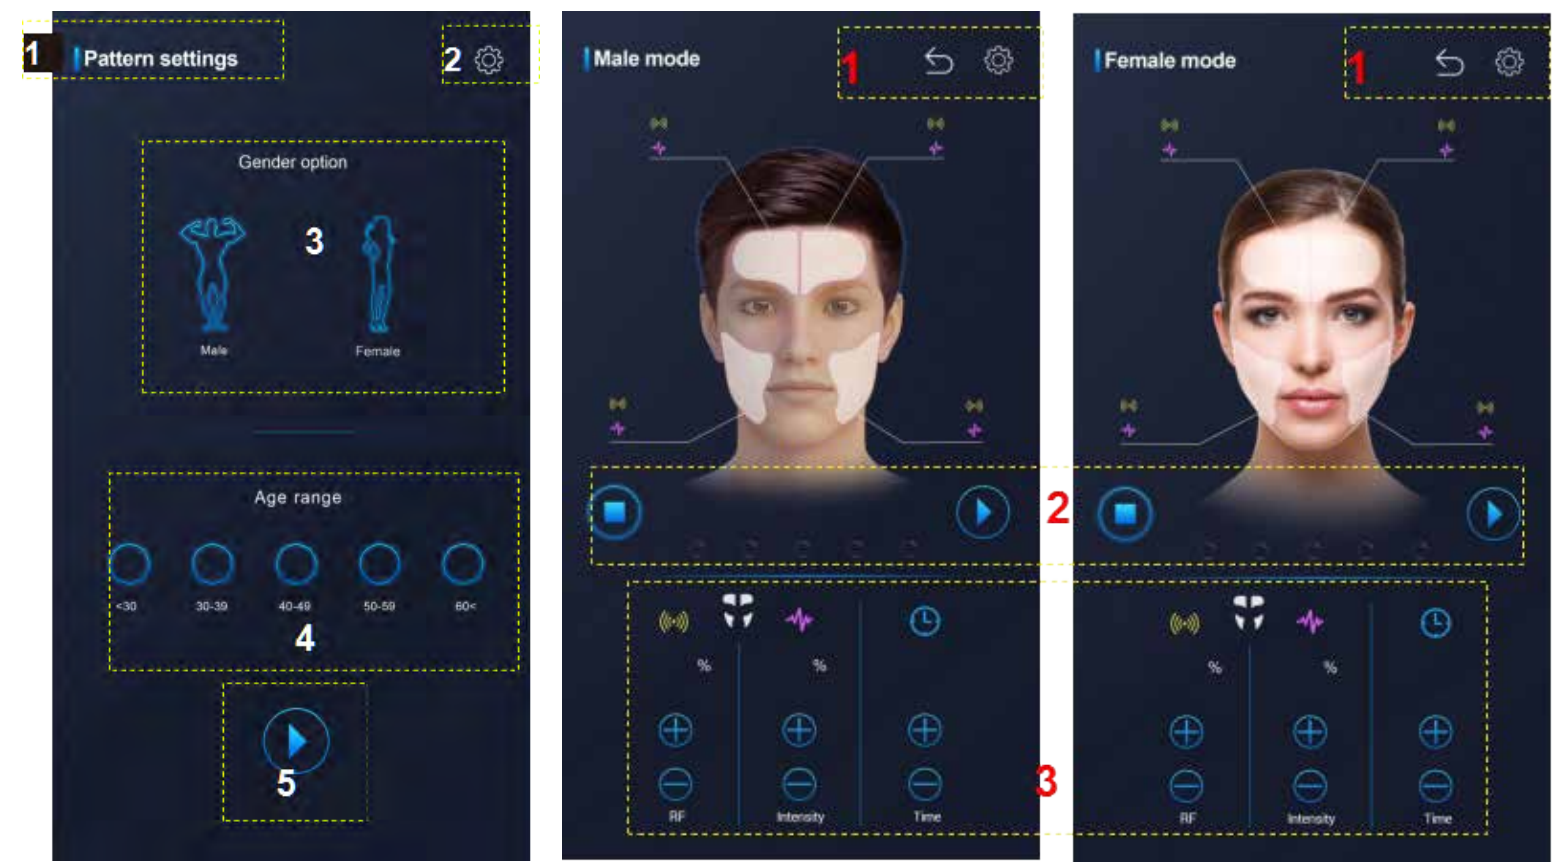 1 Pattern settings
2
Gender option
3
Male
Female
Age range
<30
30-39
40-49
50-59
60<
4
5
Male mode
1
2
%
%
RF
Intensity
Time
3
Female mode
1
%
%
RF
Intensity
Time